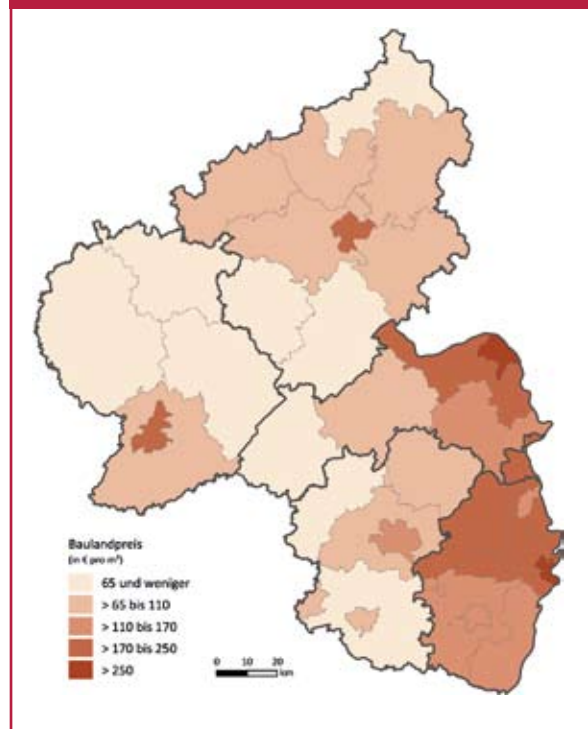 Baulandpreis
(in € pro m²)
65 und weniger
> 65 bis 110
> 110 bis 170
> 170 bis 250
> 250
0 10 20
km